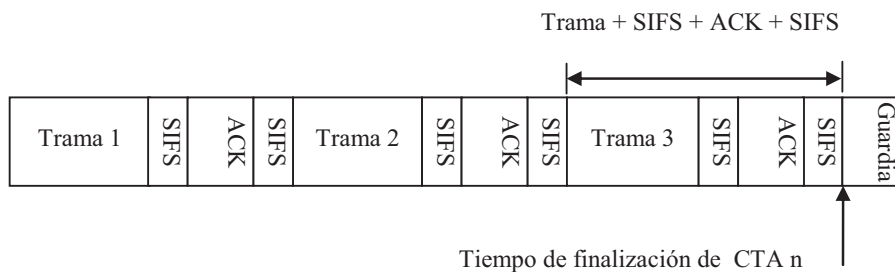 Trama + SIFS + ACK + SIFS
Trama 1 SIFS ACK SIFS Trama 2 SIFS ACK SIFS Trama 3 SIFS ACK SIFS Guardia
Tiempo de finalización de CTA n